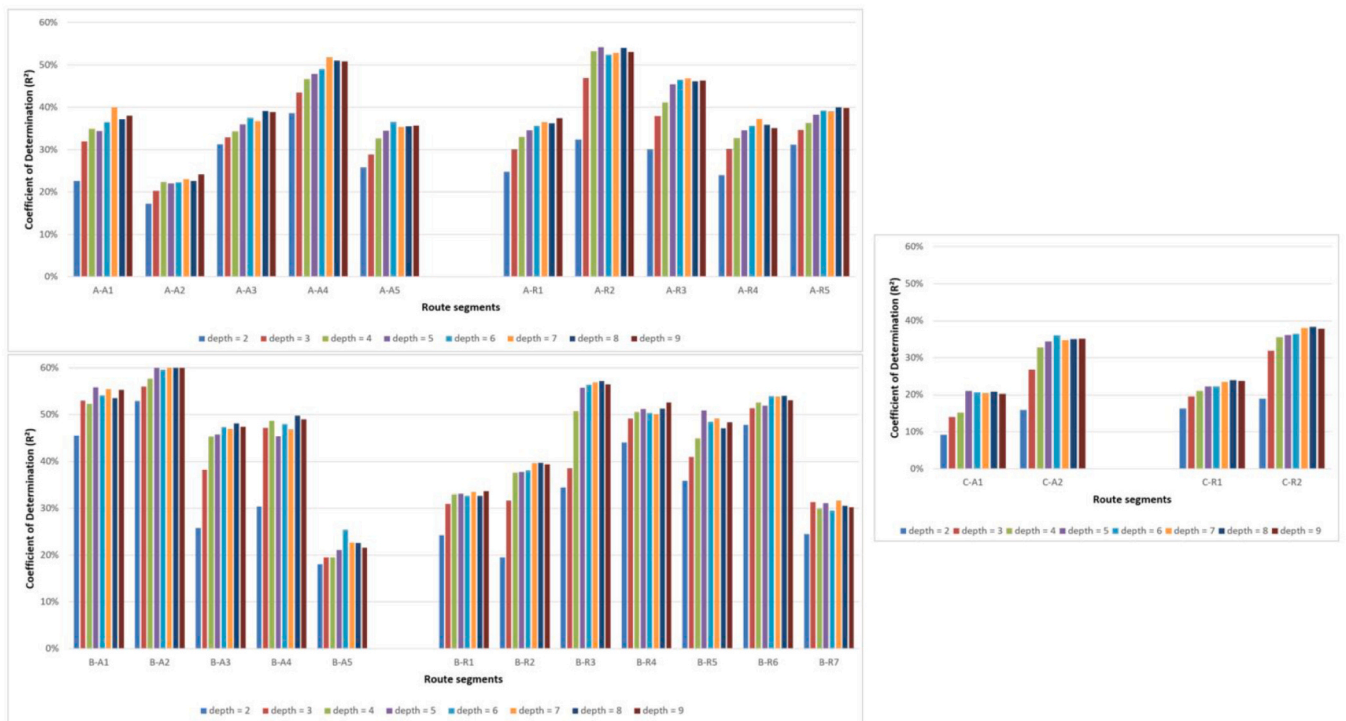 60%
50%
40%
30%
20%
10%
0%
Coefficient of Determination (R²)
A-A1 A-A2 A-A3 A-A4 A-A5 A-R1 A-R2 A-R3 A-R4 A-R5
Route segments
depth = 2 depth = 3 depth = 4 depth = 5 depth = 6 depth = 7 depth = 8 depth = 9
60%
50%
40%
30%
20%
10%
0%
Coefficient of Determination (R²)
B-A1 B-A2 B-A3 B-A4 B-A5 B-R1 B-R2 B-R3 B-R4 B-R5 B-R6 B-R7
Route segments
depth = 2 depth = 3 depth = 4 depth = 5 depth = 6 depth = 7 depth = 8 depth = 9
60%
50%
40%
30%
20%
10%
0%
Coefficient of Determination (R²)
C-A1 C-A2 C-R1 C-R2
Route segments
depth = 2 depth = 3 depth = 4 depth = 5 depth = 6 depth = 7 depth = 8 depth = 9